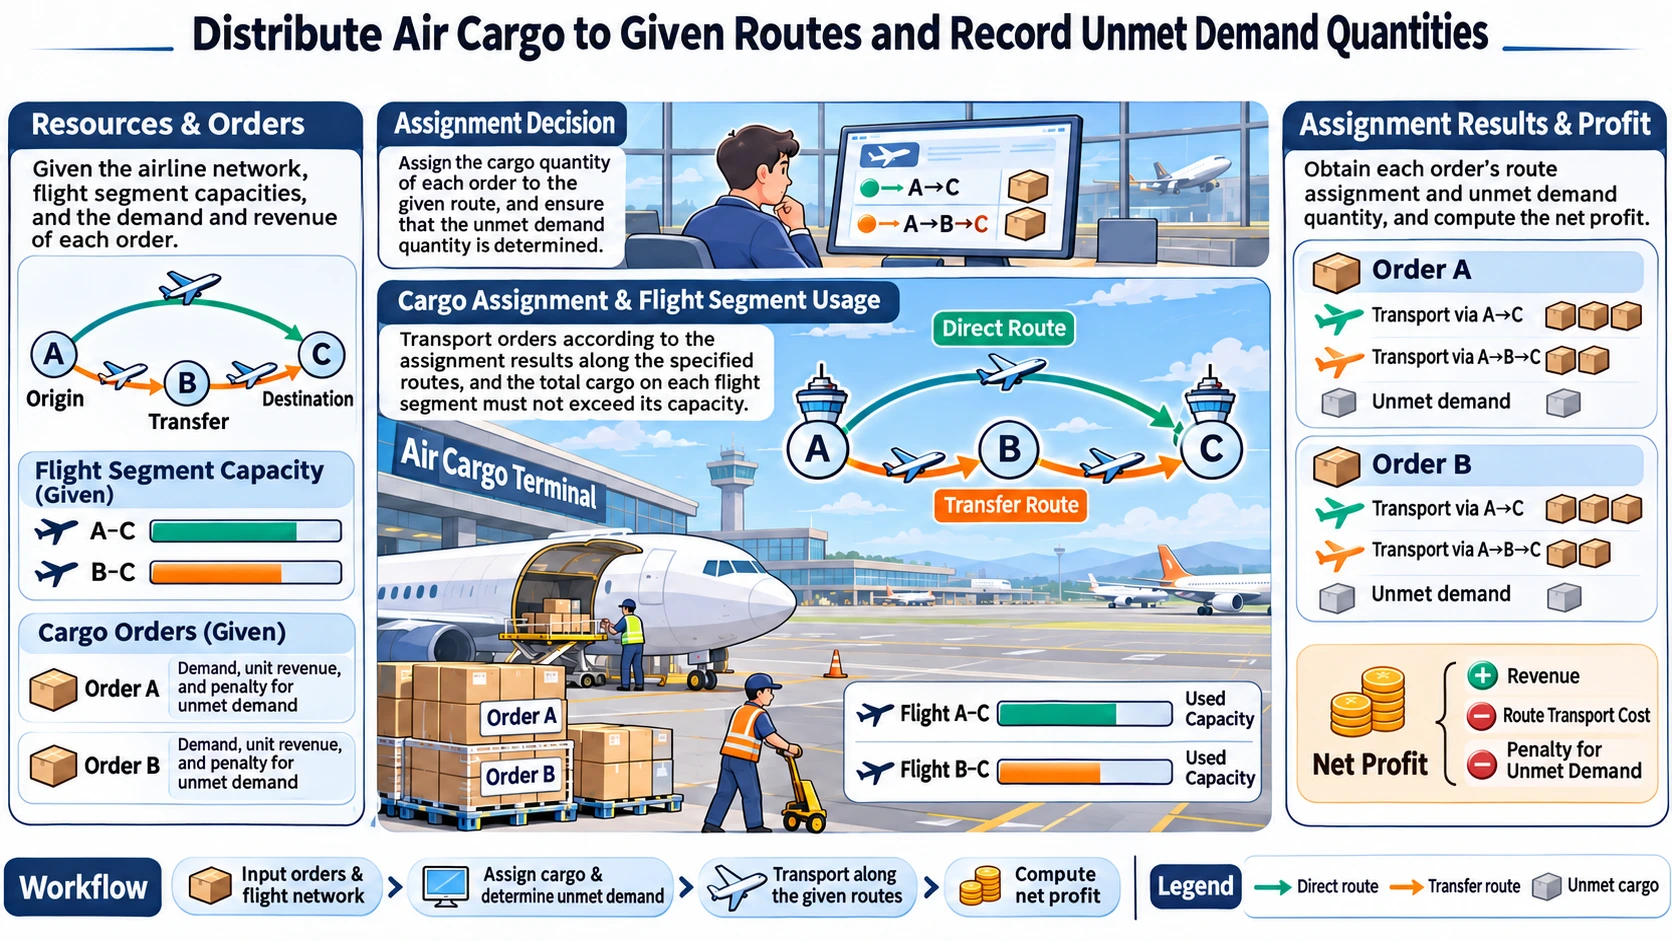 Distribute Air Cargo to Given Routes and Record Unmet Demand Quantities
Resources & Orders
Given the airline network,
flight segment capacities,
and the demand and revenue
of each order.
A
B
C
Origin
Transfer
Destination
Flight Segment Capacity
(Given)
A–C
B–C
Cargo Orders (Given)
Order A
Demand, unit revenue,
and penalty for
unmet demand
Order B
Demand, unit revenue,
and penalty for
unmet demand
Assignment Decision
Assign the cargo quantity
of each order to the
given route, and ensure
that the unmet demand
quantity is determined.
A→C
A→B→C
Cargo Assignment & Flight Segment Usage
Transport orders according to the
assignment results along the specified
routes, and the total cargo on each flight
segment must not exceed its capacity.
Direct Route
A
B
C
Transfer Route
Air Cargo Terminal
Order A
Order B
Flight A–C
Used
Capacity
Flight B–C
Used
Capacity
Assignment Results & Profit
Obtain each order's route
assignment and unmet demand
quantity, and compute the net profit.
Order A
Transport via A→C
Transport via A→B→C
Unmet demand
Order B
Transport via A→C
Transport via A→B→C
Unmet demand
Net Profit
Revenue
Route Transport Cost
Penalty for
Unmet Demand
Workflow
Input orders &
flight network
Assign cargo &
determine unmet demand
Transport along
the given routes
Compute
net profit
Legend
Direct route
Transfer route
Unmet cargo